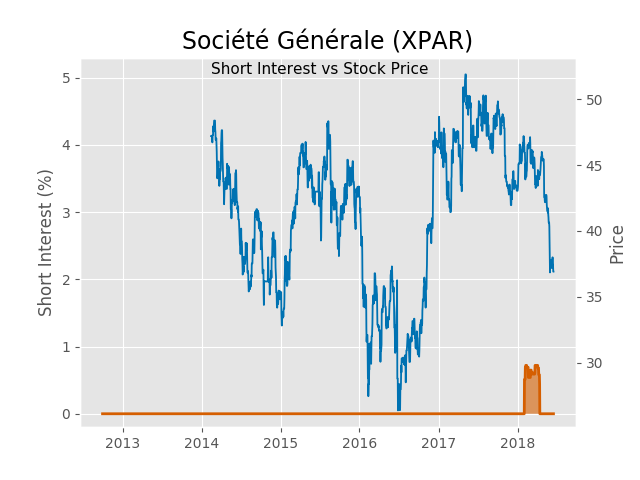 Société Générale (XPAR)
Short Interest vs Stock Price
Short Interest (%)
5
4
3
2
1
0
50
45
40
35
30
Price
2013 2014 2015 2016 2017 2018